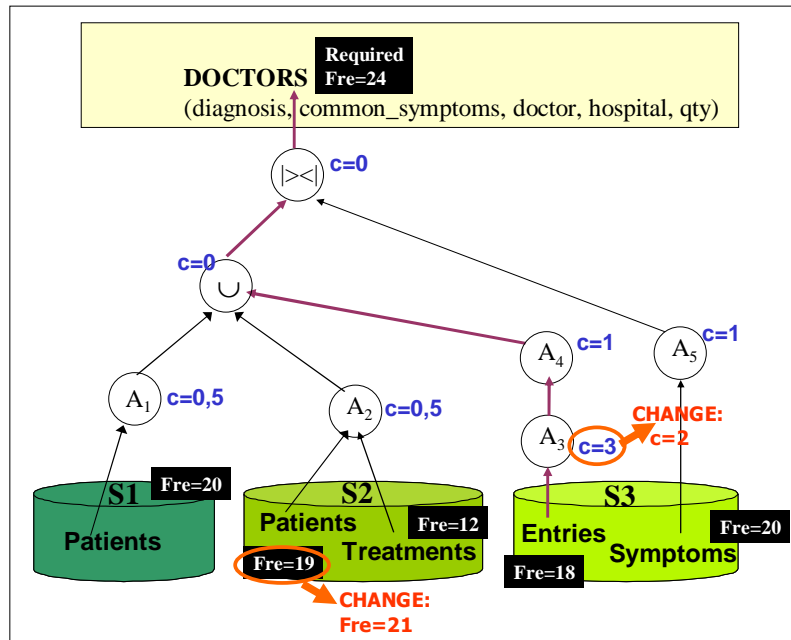 Required
Fre=24
DOCTORS
(diagnosis, common_symptoms, doctor, hospital, qty)
|><|
c=0
c=0
∪
A4
c=1
A5
c=1
A1
c=0,5
A2
c=0,5
A3
c=3
CHANGE:
c=2
S1
Fre=20
Patients
S2
Patients
Fre=12
Treatments
Fre=19
CHANGE:
Fre=21
S3
Entries
Fre=20
Symptoms
Fre=18